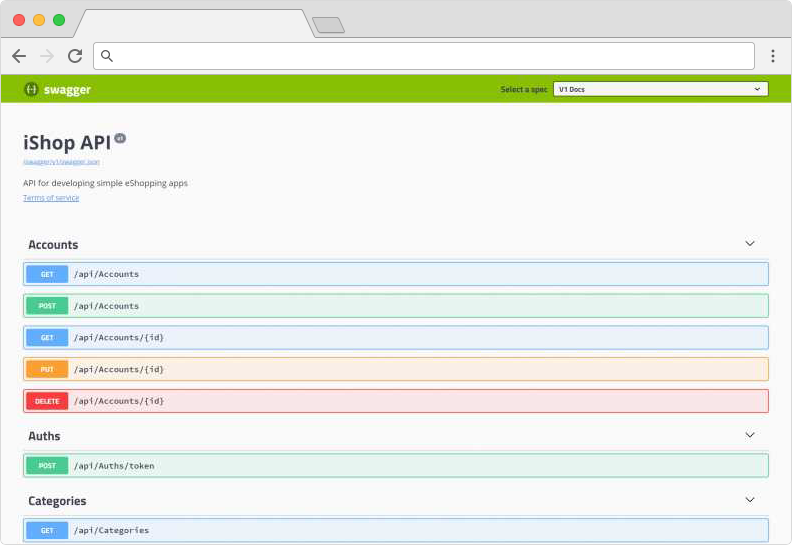 swagger
Select a spec V1 Docs
iShop API v1
/swagger/v1/swagger.json
API for developing simple eShopping apps
Terms of service
Accounts
GET /api/Accounts
POST /api/Accounts
GET /api/Accounts/{id}
PUT /api/Accounts/{id}
DELETE /api/Accounts/{id}
Auths
POST /api/Auths/token
Categories
GET /api/Categories